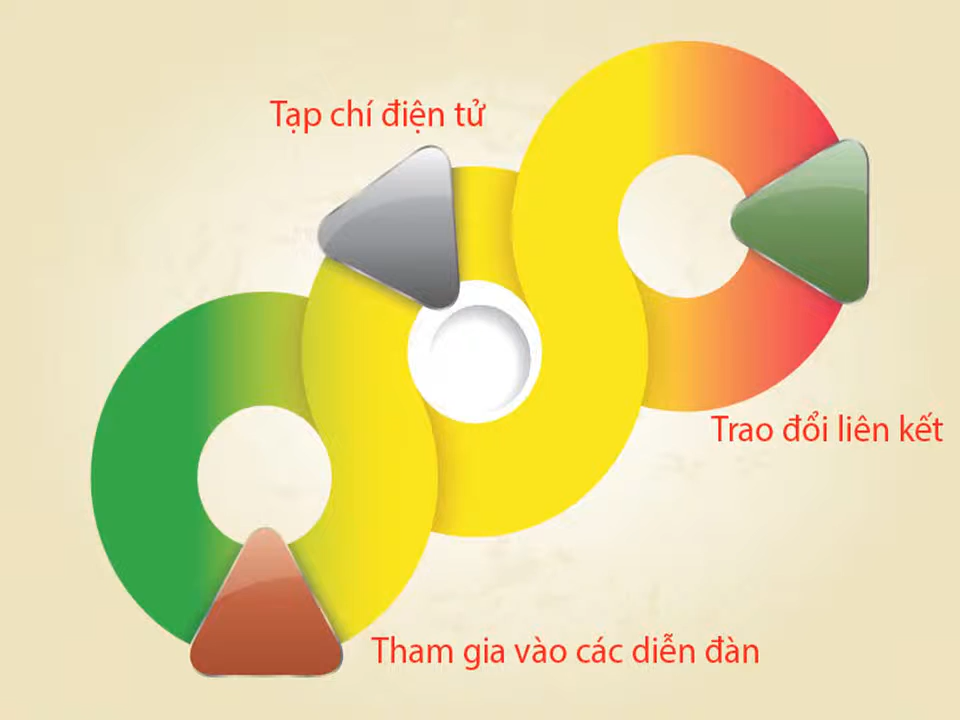 Tạp chí điện tử
Trao đổi liên kết
Tham gia vào các diễn đàn